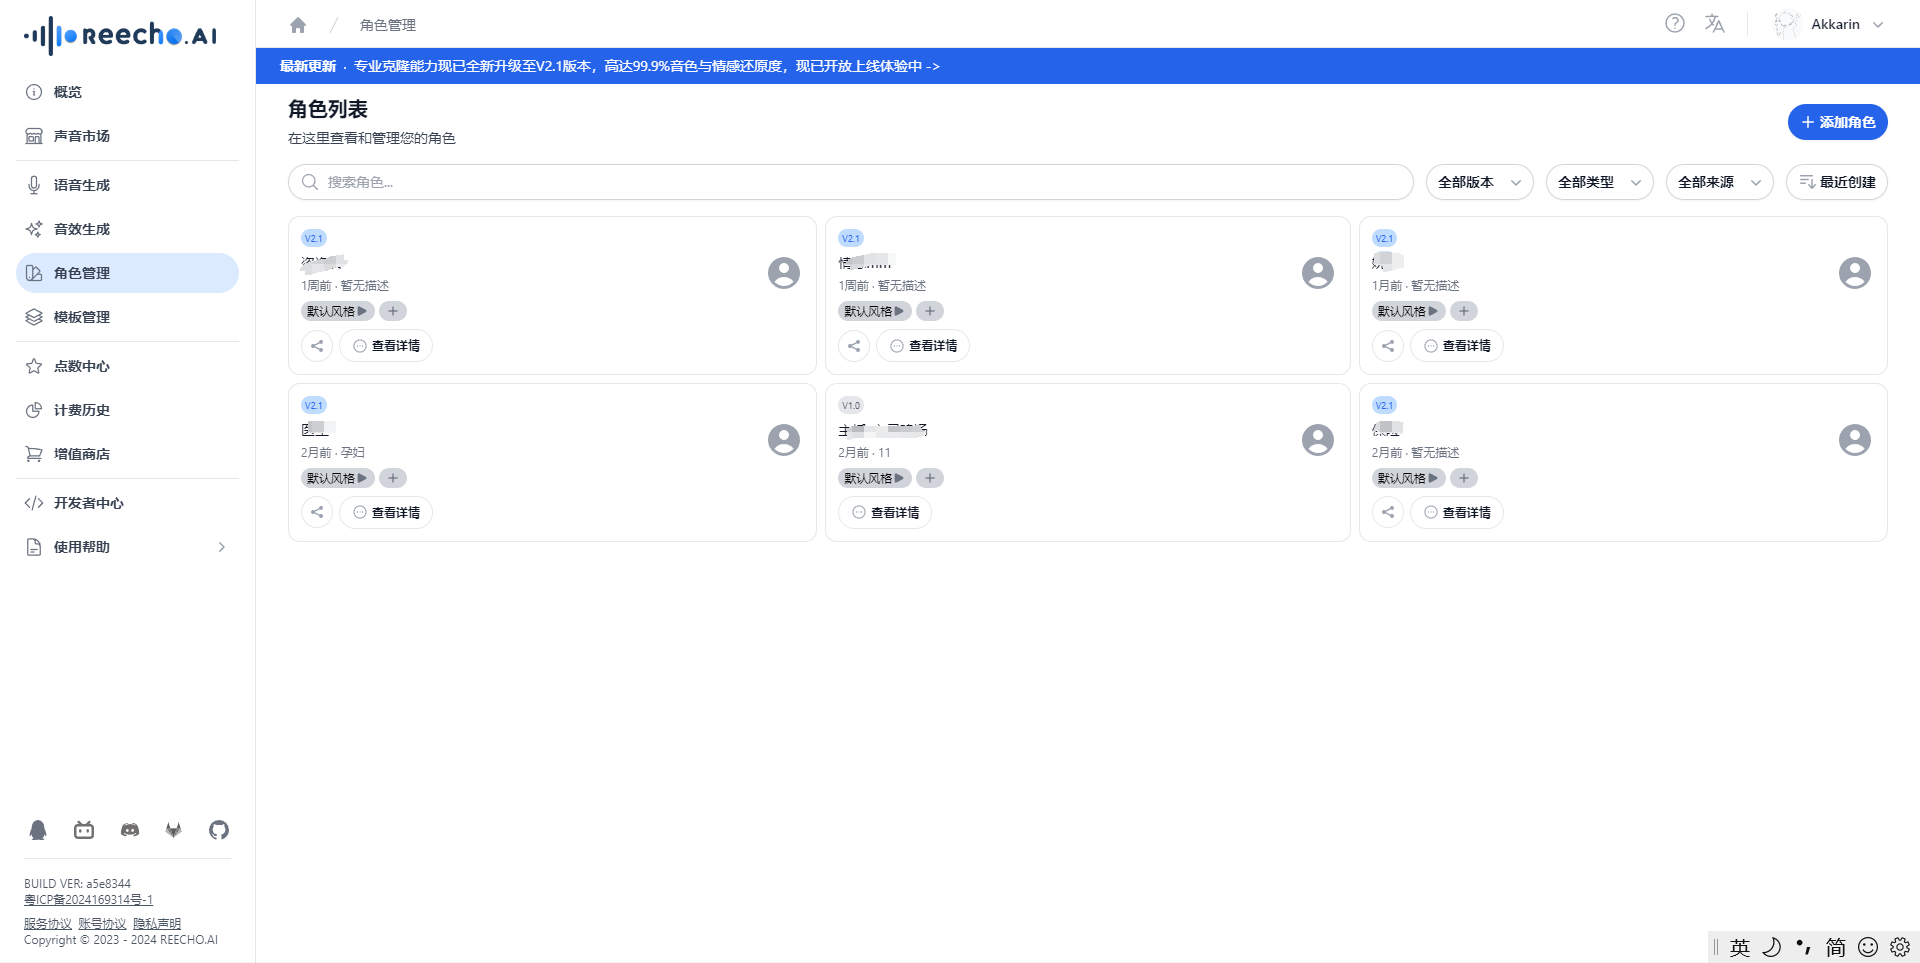 REECHO.AI
概览
声音市场
语音生成
音效生成
角色管理
模板管理
点数中心
计费历史
增值商店
开发者中心
使用帮助
BUILD VER: a5e8344
粤ICP备2024169314号-1
服务协议 账号协议 隐私声明
Copyright © 2023 - 2024 REECHO.AI
角色管理
Akkarin
最新更新 · 专业克隆能力现已全新升级至V2.1版本，高达99.9%音色与情感还原度，现已开放上线体验中 ->
角色列表
在这里查看和管理您的角色
添加角色
搜索角色...
全部版本
全部类型
全部来源
最近创建
V2.1
1周前 · 暂无描述
默认风格
查看详情
V2.1
1周前 · 暂无描述
默认风格
查看详情
V2.1
1月前 · 暂无描述
默认风格
查看详情
V2.1
2月前 · 孕妇
默认风格
查看详情
V1.0
2月前 · 11
默认风格
查看详情
V2.1
2月前 · 暂无描述
默认风格
查看详情
英 简